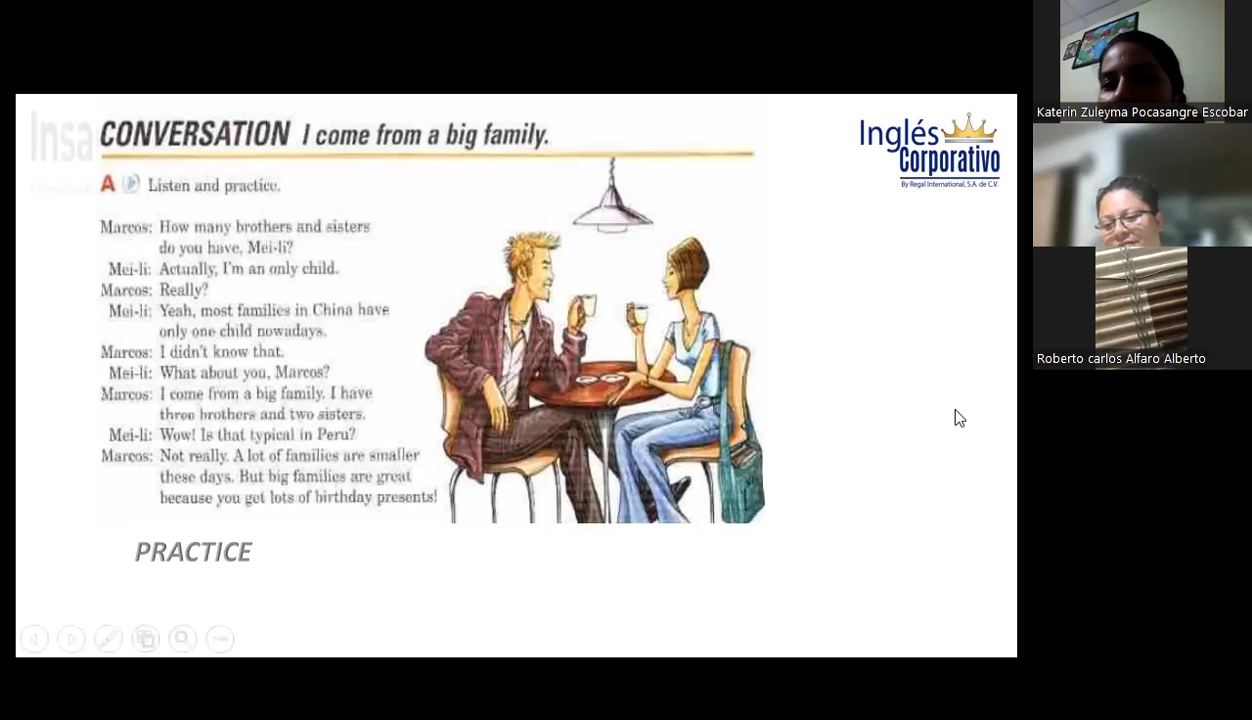 Insa
CONVERSATION I come from a big family.
Inglés
Corporativo
By Regal International, S.A. de C.V.
A Listen and practice.
Marcos: How many brothers and sisters
do you have, Mei-li?
Mei-li: Actually, I'm an only child.
Marcos: Really?
Mei-li: Yeah, most families in China have
only one child nowadays.
Marcos: I didn't know that.
Mei-li: What about you, Marcos?
Marcos: I come from a big family. I have
three brothers and two sisters.
Mei-li: Wow! Is that typical in Peru?
Marcos: Not really. A lot of families are smaller
these days. But big families are great
because you get lots of birthday presents!
PRACTICE
Katerin Zuleyma Pocasangre Escobar
Roberto carlos Alfaro Alberto